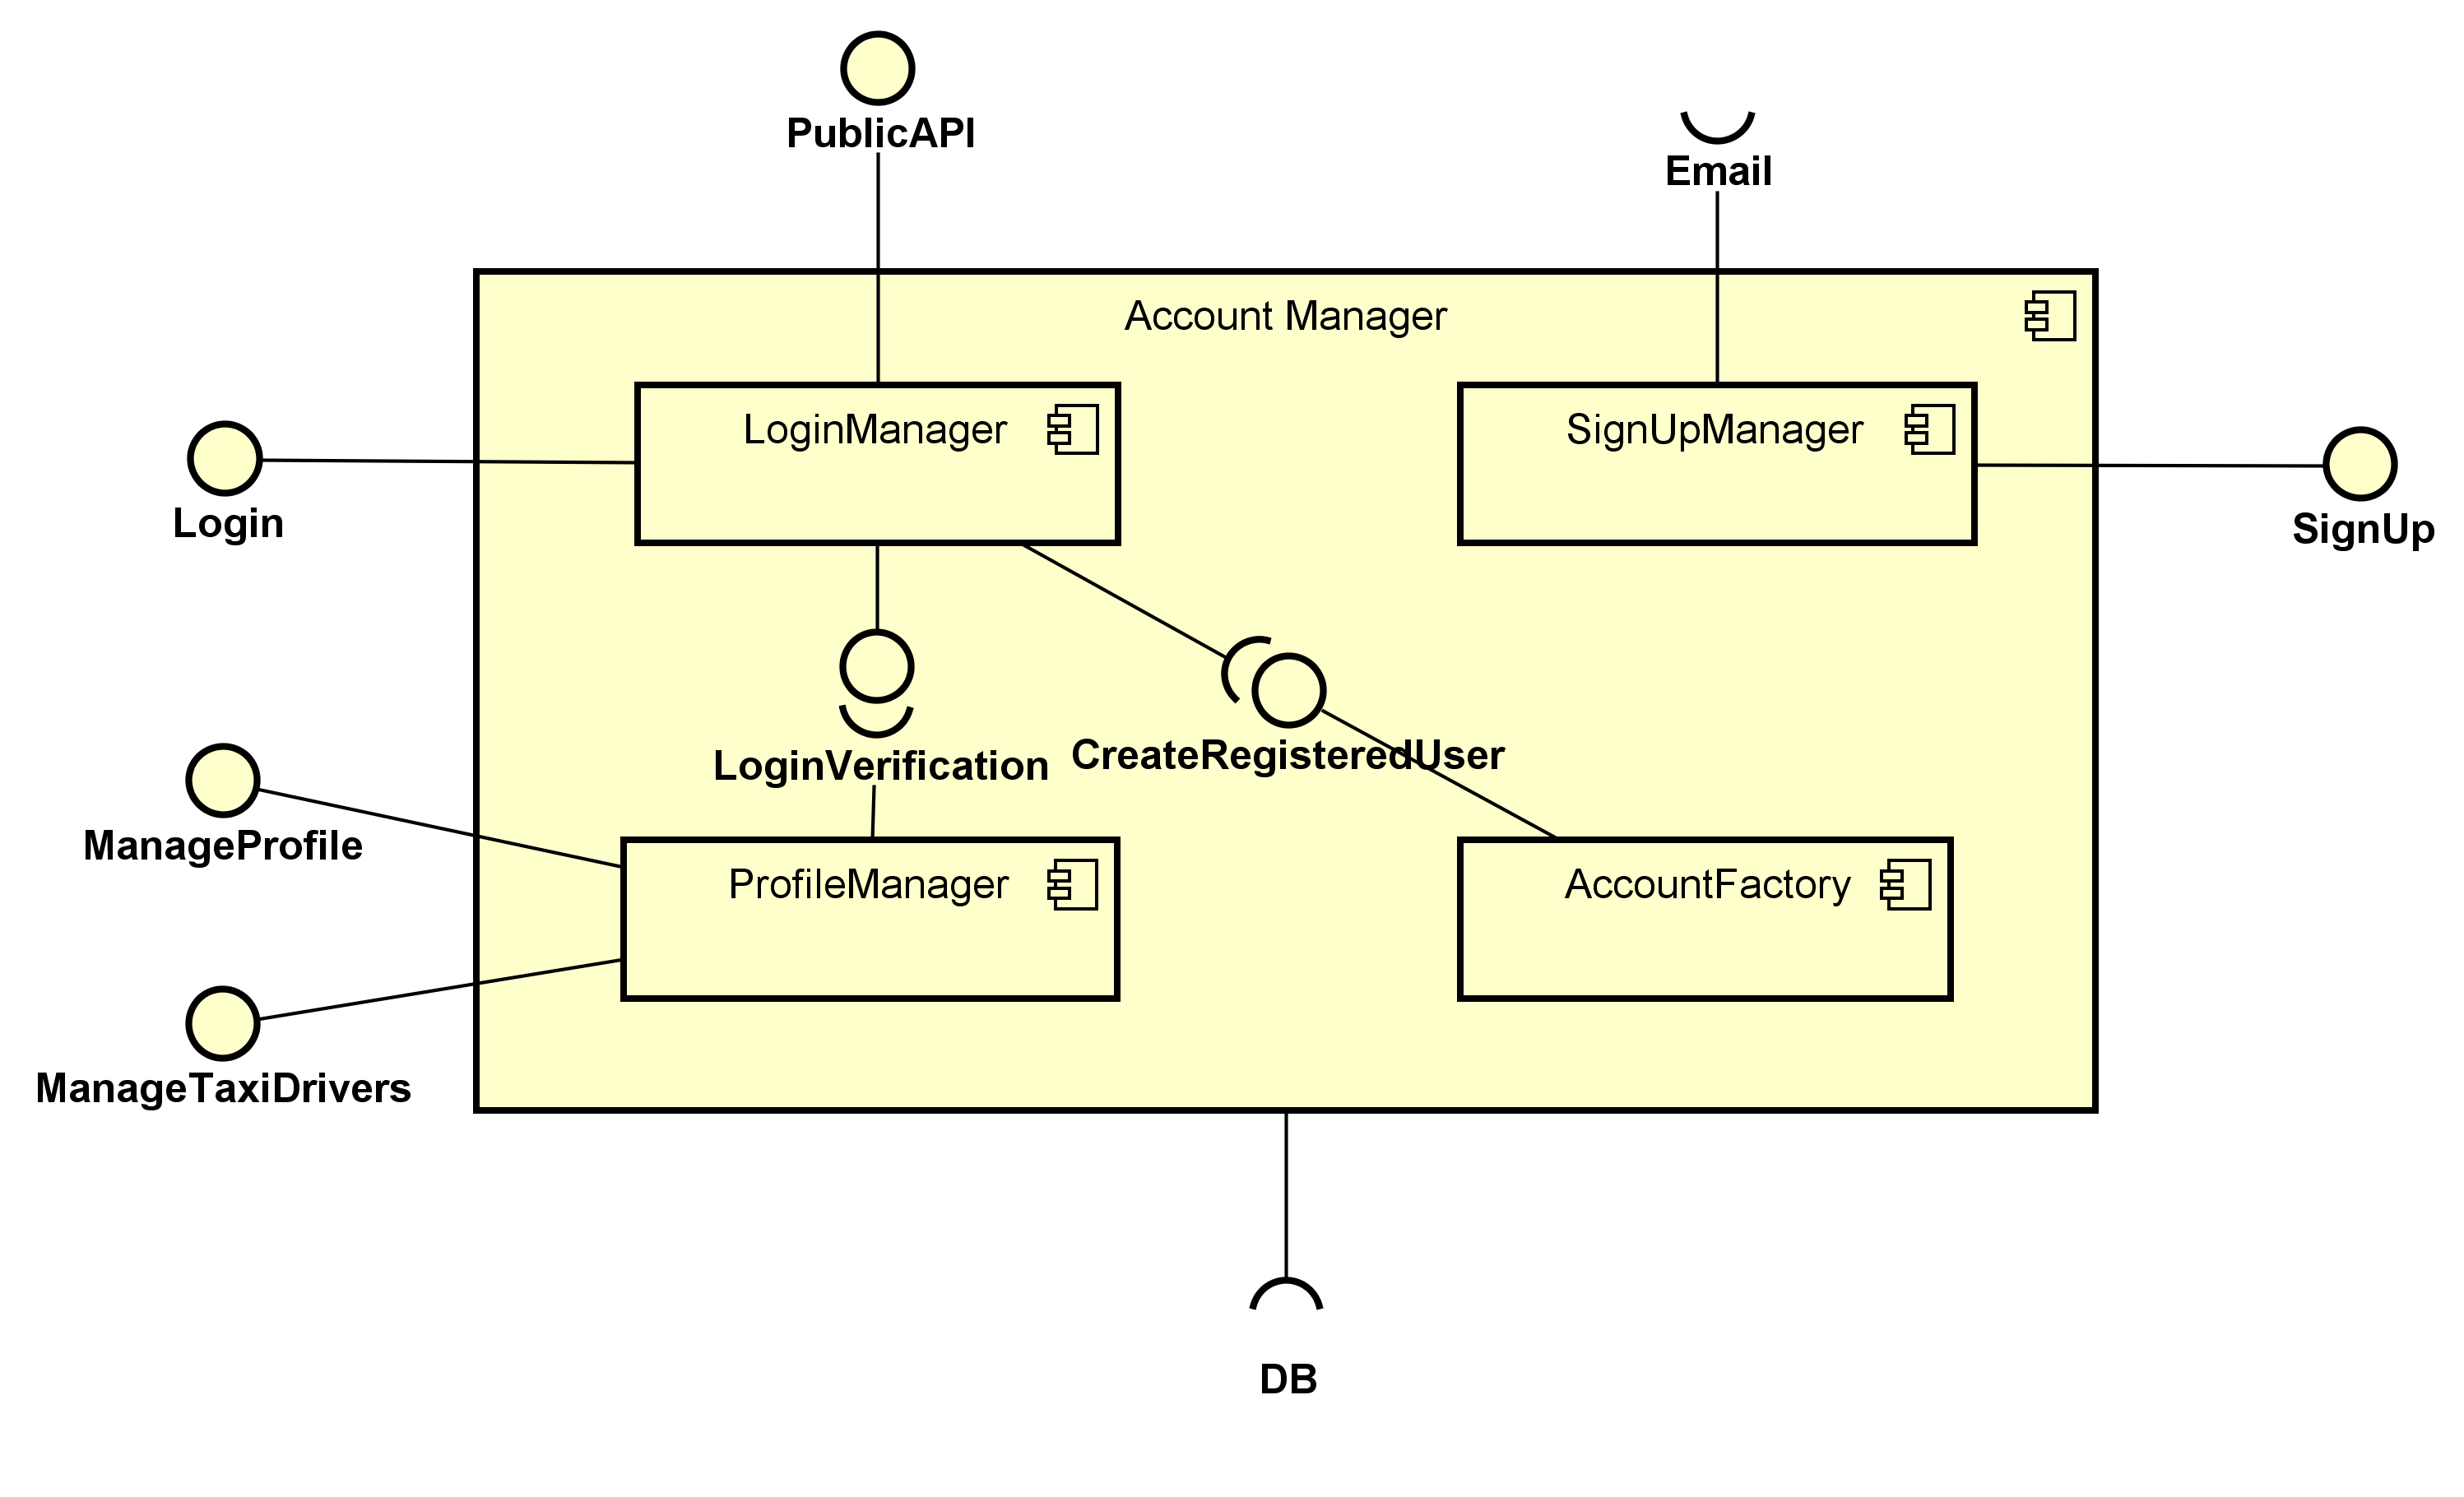 PublicAPI
Email
Account Manager
LoginManager
SignUpManager
Login
SignUp
LoginVerification
CreateRegisteredUser
ManageProfile
ProfileManager
AccountFactory
ManageTaxiDrivers
DB